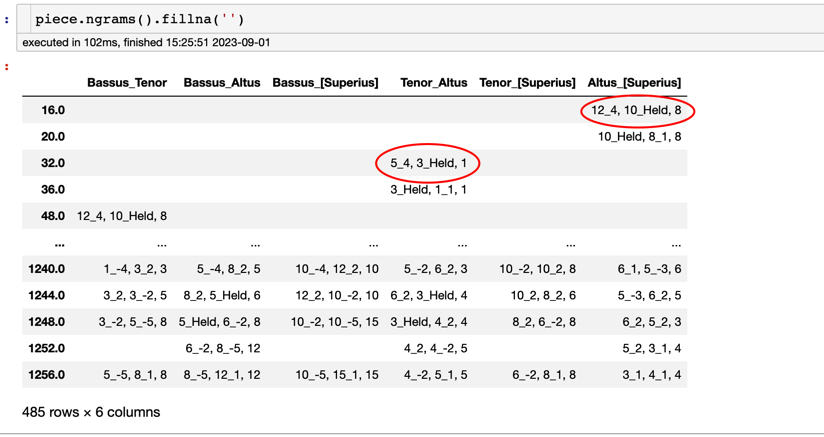 piece.ngrams().fillna('')
executed in 102ms, finished 15:25:51 2023-09-01
Bassus_Tenor Bassus_Altus Bassus_[Superius] Tenor_Altus Tenor_[Superius] Altus_[Superius]
16.0 12_4, 10_Held, 8
20.0 10_Held, 8_1, 8
32.0 5_4, 3_Held, 1
36.0 3_Held, 1_1, 1
48.0 12_4, 10_Held, 8
... ... ... ... ... ... ...
1240.0 1_-4, 3_2, 3 5_-4, 8_2, 5 10_-4, 12_2, 10 5_-2, 6_2, 3 10_-2, 10_2, 8 6_1, 5_-3, 6
1244.0 3_2, 3_-2, 5 8_2, 5_Held, 6 12_2, 10_-2, 10 6_2, 3_Held, 4 10_2, 8_2, 6 5_-3, 6_2, 5
1248.0 3_-2, 5_-5, 8 5_Held, 6_-2, 8 10_-2, 10_-5, 15 3_Held, 4_2, 4 8_2, 6_-2, 8 6_2, 5_2, 3
1252.0 6_-2, 8_-5, 12 4_2, 4_-2, 5 5_2, 3_1, 4
1256.0 5_-5, 8_1, 8 8_-5, 12_1, 12 10_-5, 15_1, 15 4_-2, 5_1, 5 6_-2, 8_1, 8 3_1, 4_1, 4
485 rows × 6 columns